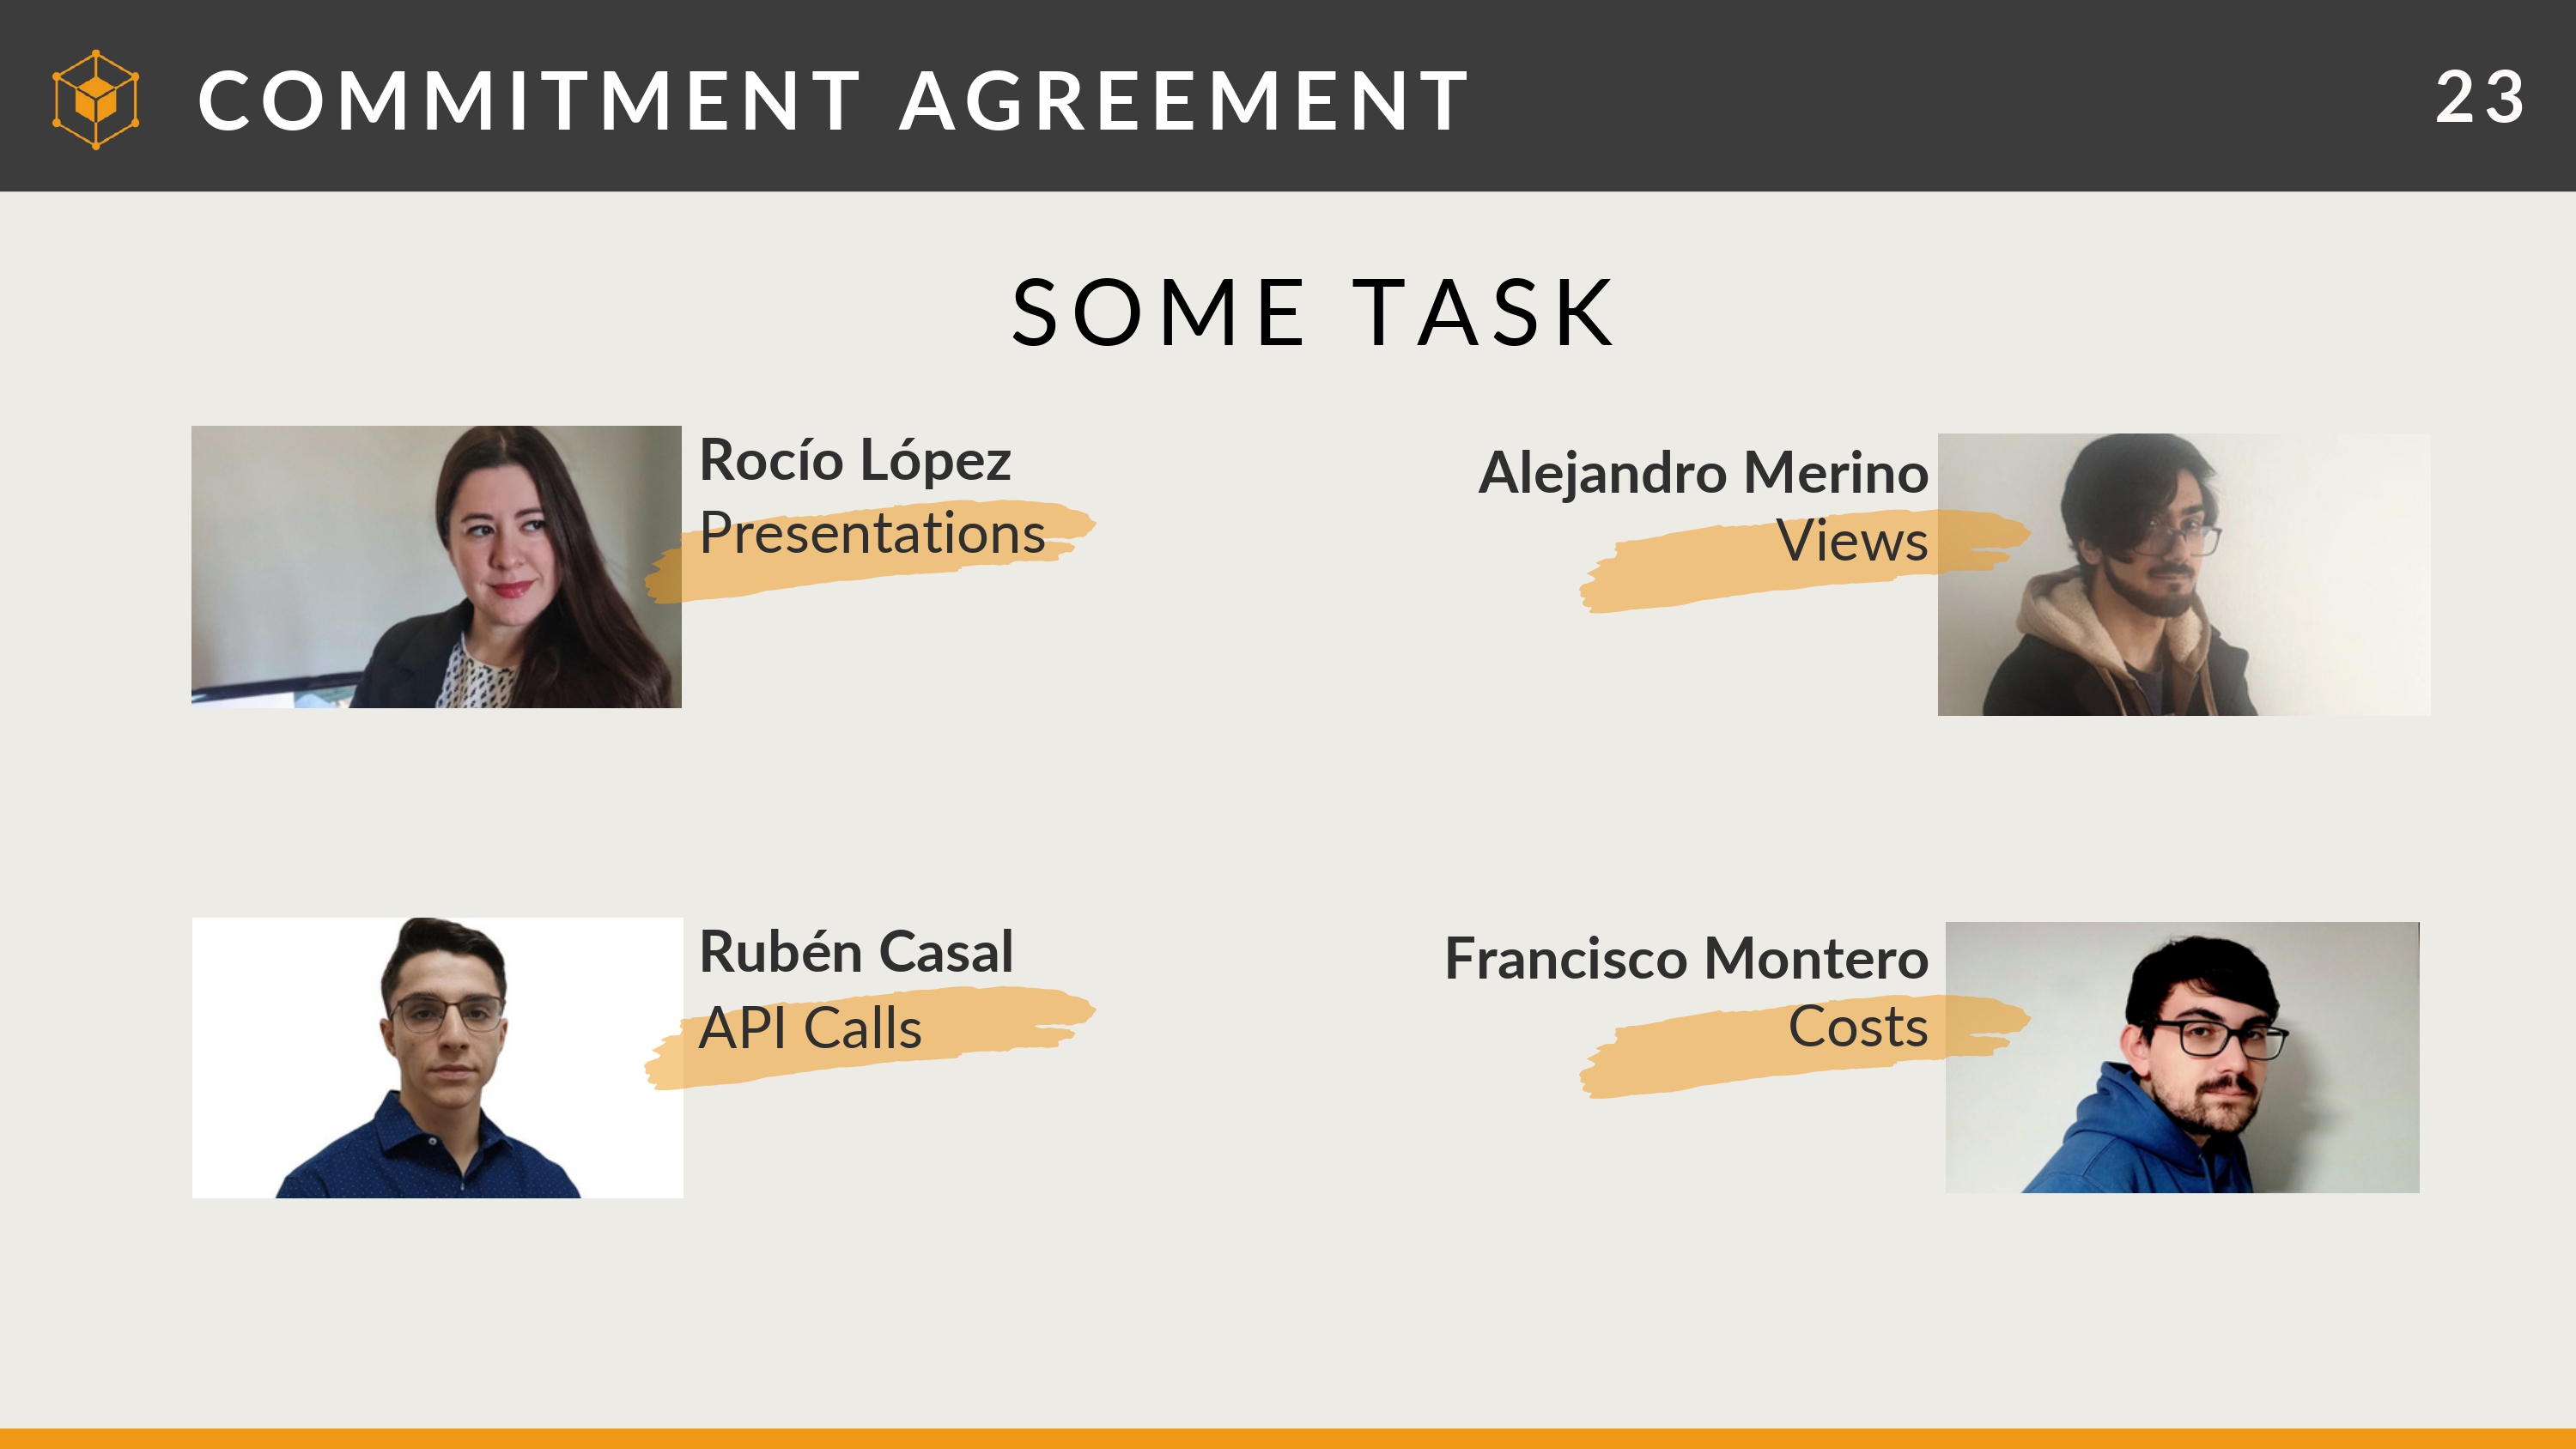 COMMITMENT AGREEMENT
23
SOME TASK
Rocío López
Presentations
Alejandro Merino
Views
Rubén Casal
API Calls
Francisco Montero
Costs